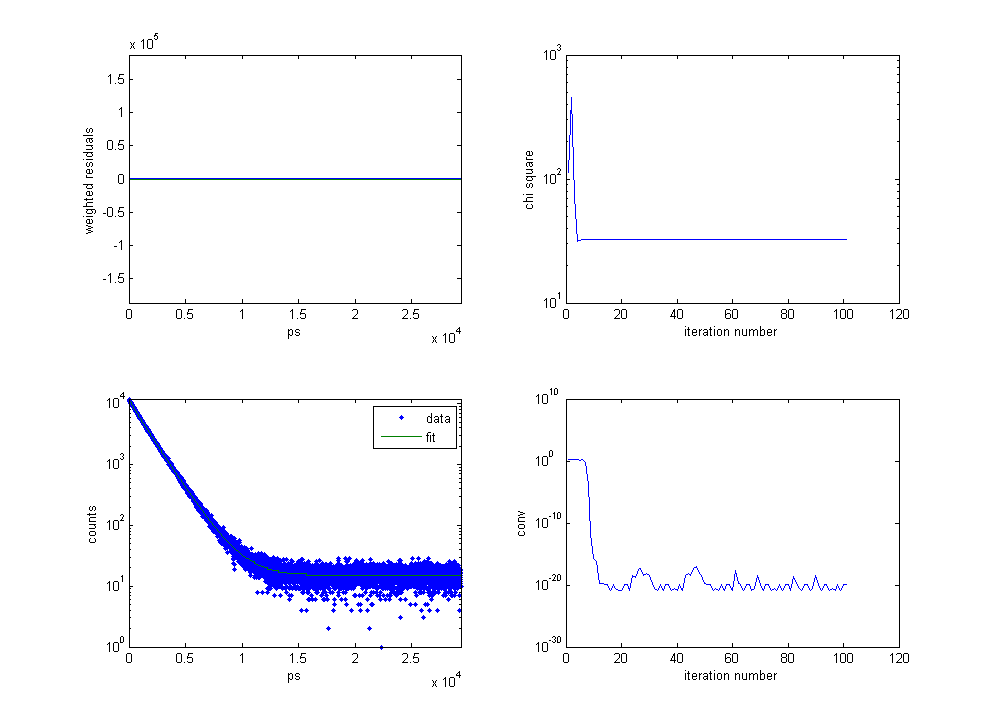 x 10^5
1.5
1
0.5
0
-0.5
-1
-1.5
weighted residuals
0 0.5 1 1.5 2 2.5
ps
x 10^4
10^3
10^2
10^1
chi square
0 20 40 60 80 100 120
iteration number
10^4
10^3
10^2
10^1
10^0
counts
data
fit
0 0.5 1 1.5 2 2.5
ps
x 10^4
10^10
10^0
10^-10
10^-20
10^-30
conv
0 20 40 60 80 100 120
iteration number